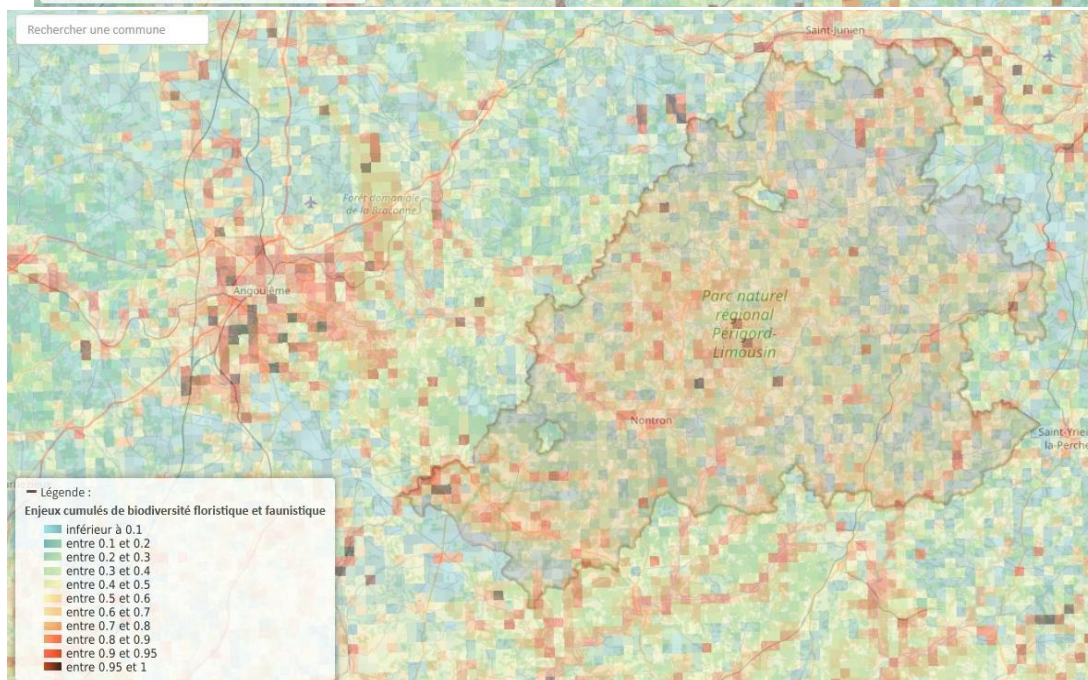 Rechercher une commune
Saint-Junien
Forêt domaniale
de la Braconne
Angoulême
Parc naturel
régional
Périgord-
Limousin
Nontron
Saint-Yrieix
la-Perche
Légende :
Enjeux cumulés de biodiversité floristique et faunistique
inférieur à 0.1
entre 0.1 et 0.2
entre 0.2 et 0.3
entre 0.3 et 0.4
entre 0.4 et 0.5
entre 0.5 et 0.6
entre 0.6 et 0.7
entre 0.7 et 0.8
entre 0.8 et 0.9
entre 0.9 et 0.95
entre 0.95 et 1